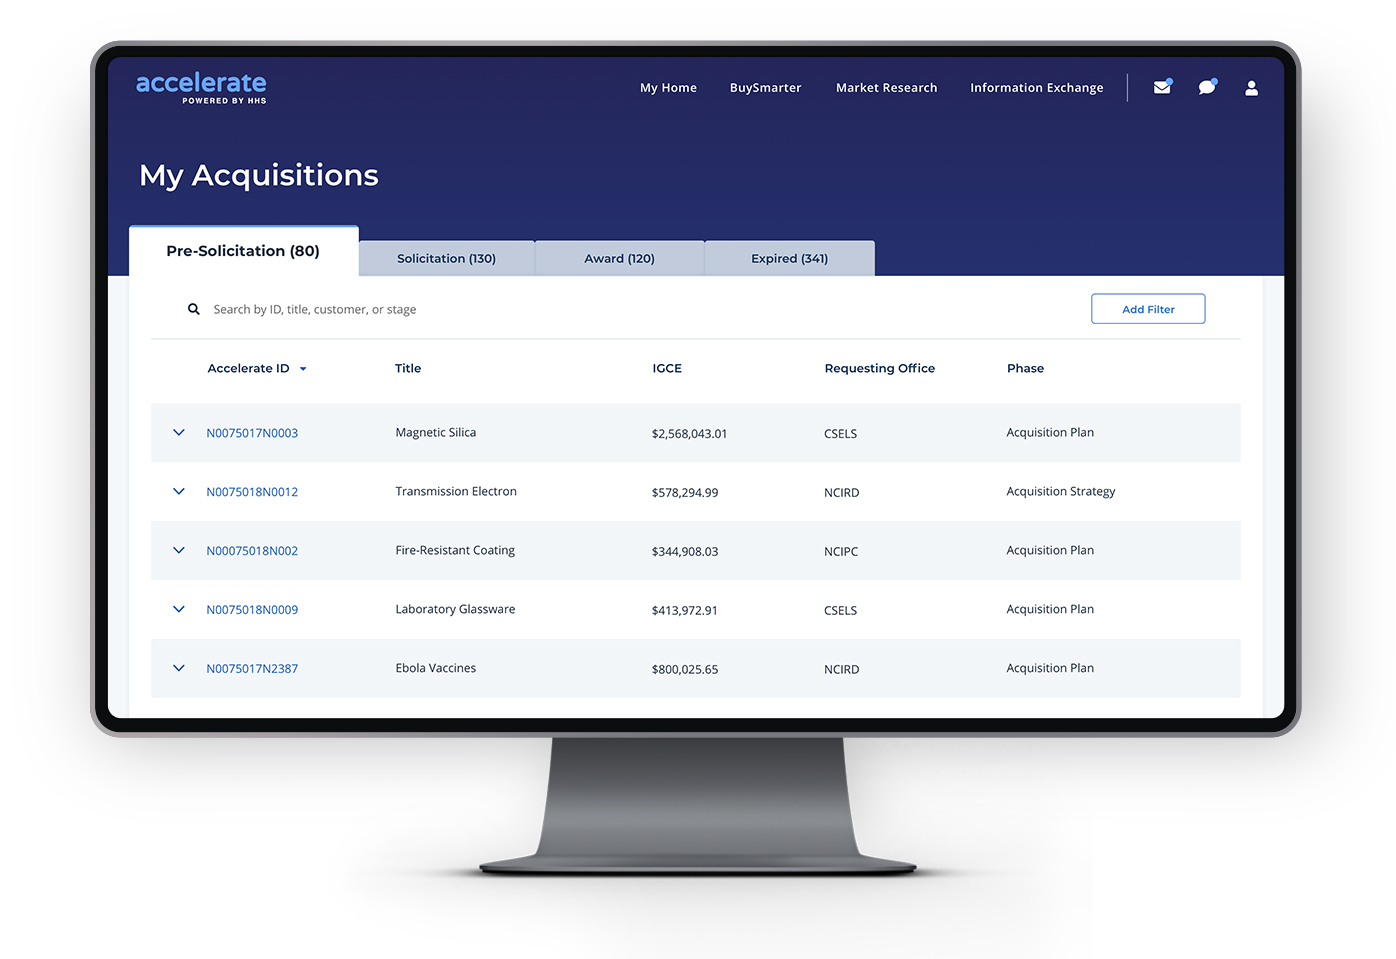 accelerate
POWERED BY HHS
My Home BuySmarter Market Research Information Exchange
My Acquisitions
Pre-Solicitation (80) Solicitation (130) Award (120) Expired (341)
Search by ID, title, customer, or stage Add Filter
Accelerate ID Title IGCE Requesting Office Phase
N0075017N0003 Magnetic Silica $2,568,043.01 CSELS Acquisition Plan
N0075018N0012 Transmission Electron $578,294.99 NCIRD Acquisition Strategy
N00075018N002 Fire-Resistant Coating $344,908.03 NCIPC Acquisition Plan
N0075018N0009 Laboratory Glassware $413,972.91 CSELS Acquisition Plan
N0075017N2387 Ebola Vaccines $800,025.65 NCIRD Acquisition Plan